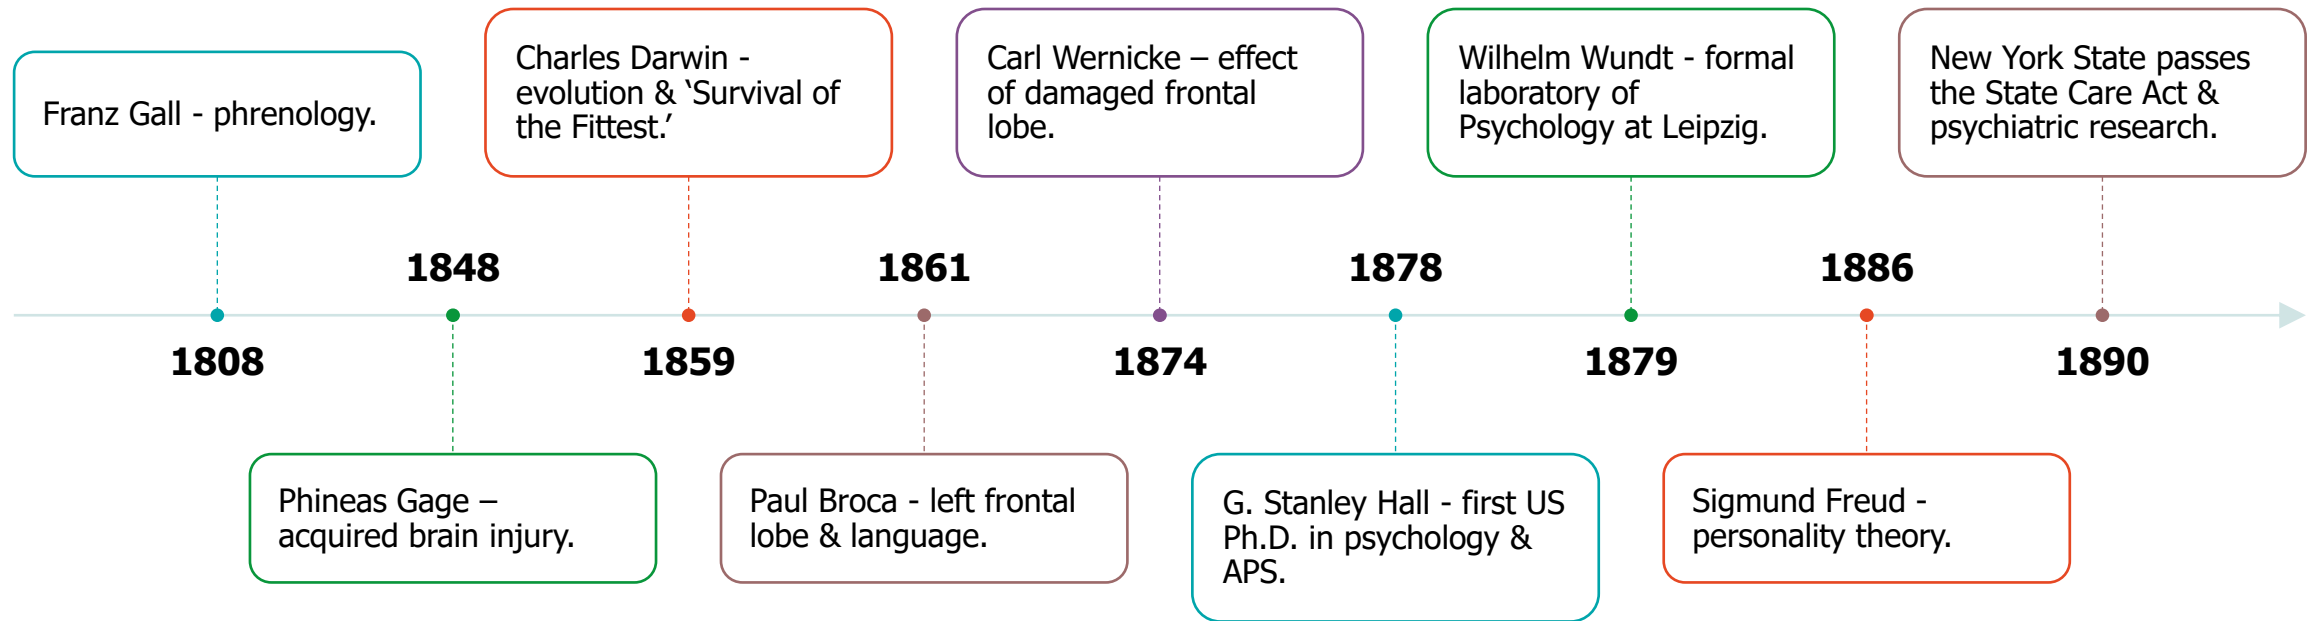 Franz Gall - phrenology.
1808
1848
Phineas Gage –
acquired brain injury.
Charles Darwin -
evolution & ‘Survival of
the Fittest.’
1859
1861
Paul Broca - left frontal
lobe & language.
Carl Wernicke – effect
of damaged frontal
lobe.
1874
1878
G. Stanley Hall - first US
Ph.D. in psychology &
APS.
Wilhelm Wundt - formal
laboratory of
Psychology at Leipzig.
1879
1886
Sigmund Freud -
personality theory.
New York State passes
the State Care Act &
psychiatric research.
1890